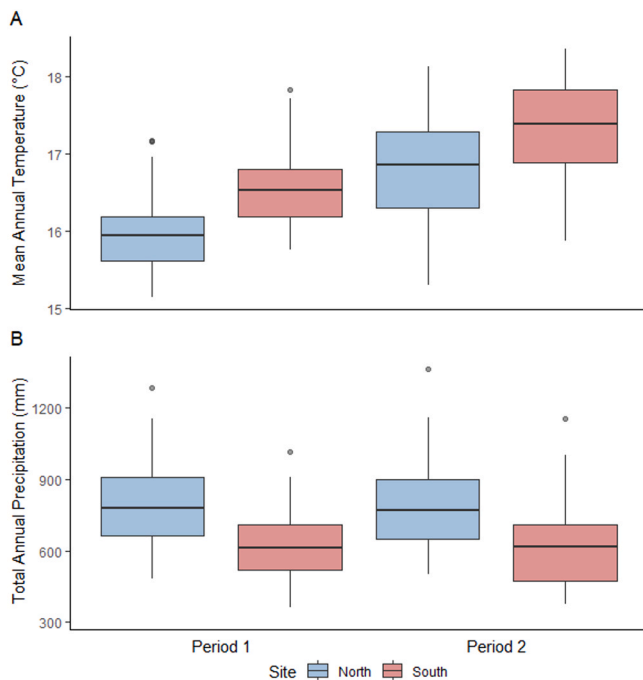 A
Mean Annual Temperature (°C)
18
17
16
15
B
Total Annual Precipitation (mm)
1200
900
600
300
Period 1 Period 2
Site North South